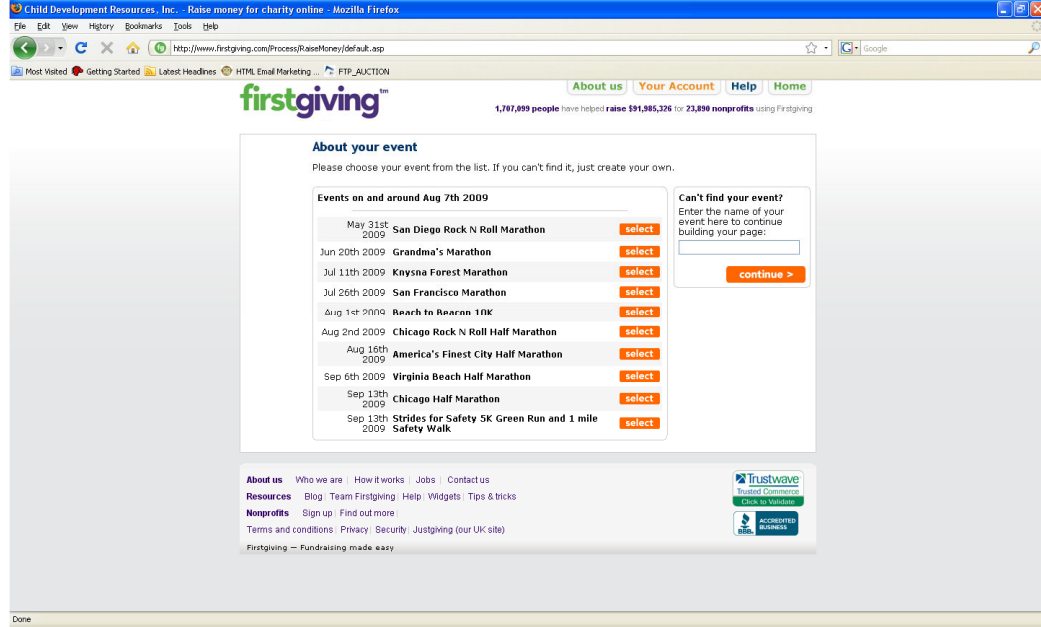 Child Development Resources, Inc. - Raise money for charity online - Mozilla Firefox
File Edit View History Bookmarks Tools Help
http://www.firstgiving.com/Process/RaiseMoney/default.asp
Google
Most Visited Getting Started Latest Headlines HTML Email Marketing ... FTP_AUCTION
firstgiving™
About us Your Account Help Home
1,707,099 people have helped raise $91,985,326 for 23,890 nonprofits using Firstgiving
About your event
Please choose your event from the list. If you can't find it, just create your own.
Events on and around Aug 7th 2009
May 31st 2009 San Diego Rock N Roll Marathon select
Jun 20th 2009 Grandma's Marathon select
Jul 11th 2009 Knysna Forest Marathon select
Jul 26th 2009 San Francisco Marathon select
Aug 1st 2009 Beach to Beacon 10K select
Aug 2nd 2009 Chicago Rock N Roll Half Marathon select
Aug 16th 2009 America's Finest City Half Marathon select
Sep 6th 2009 Virginia Beach Half Marathon select
Sep 13th 2009 Chicago Half Marathon select
Sep 13th 2009 Strides for Safety 5K Green Run and 1 mile Safety Walk select
Can't find your event?
Enter the name of your
event here to continue
building your page:
continue >
About us Who we are | How it works | Jobs | Contact us
Resources Blog | Team Firstgiving | Help | Widgets | Tips & tricks
Nonprofits Sign up | Find out more |
Terms and conditions | Privacy | Security | Justgiving (our UK site)
Firstgiving — Fundraising made easy
Trustwave
Trusted Commerce
Click to Validate
BBB.
ACCREDITED
BUSINESS
Done